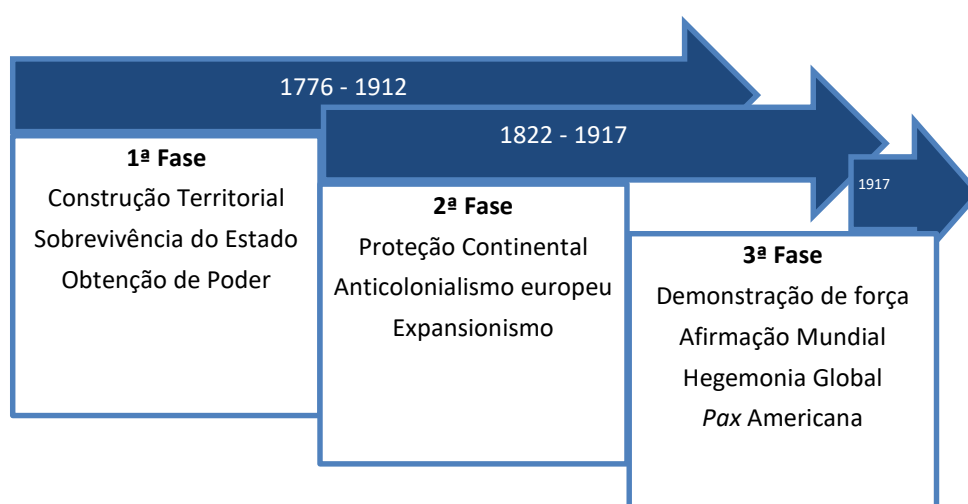 1776 - 1912
1ª Fase
Construção Territorial
Sobrevivência do Estado
Obtenção de Poder
1822 - 1917
2ª Fase
Proteção Continental
Anticolonialismo europeu
Expansionismo
1917
3ª Fase
Demonstração de força
Afirmação Mundial
Hegemonia Global
Pax Americana